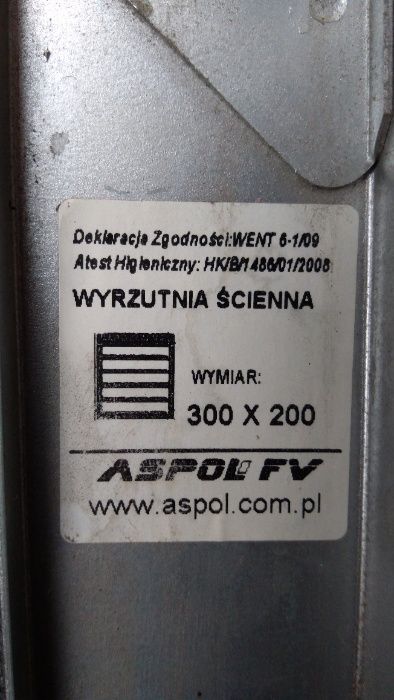 Deklaracja Zgodności:WENT 6-1/09
Atest Higieniczny: HK/B/1486/01/2008
WYRZUTNIA ŚCIENNA
WYMIAR:
300 X 200
ASPOL FV
www.aspol.com.pl